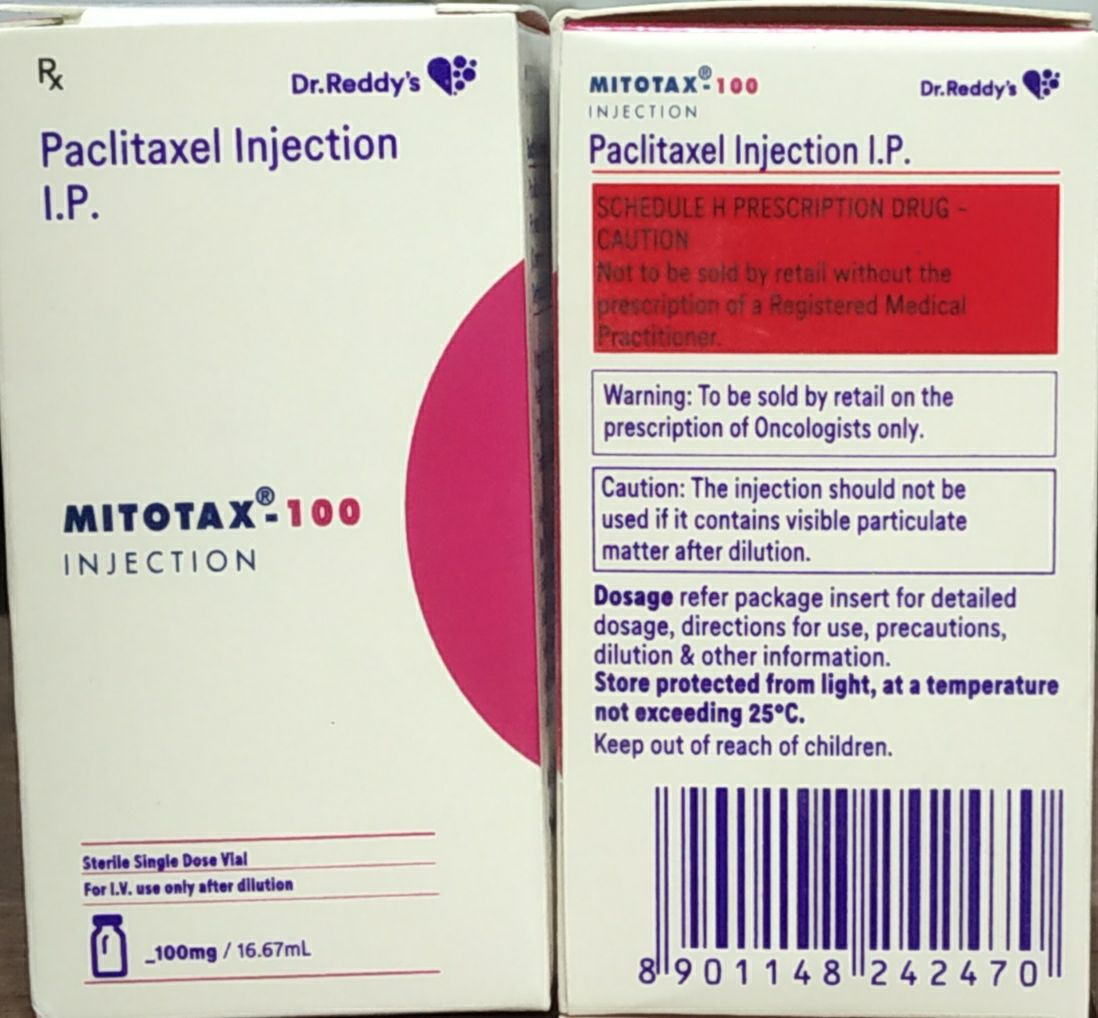 Rx
Dr.Reddy's
Paclitaxel Injection
I.P.
MITOTAX®-100
INJECTION
Sterile Single Dose Vial
For I.V. use only after dilution
_100mg / 16.67mL
MITOTAX®-100
INJECTION
Dr.Reddy's
Paclitaxel Injection I.P.
SCHEDULE H PRESCRIPTION DRUG -
CAUTION
Not to be sold by retail without the
prescription of a Registered Medical
Practitioner.
Warning: To be sold by retail on the
prescription of Oncologists only.
Caution: The injection should not be
used if it contains visible particulate
matter after dilution.
Dosage refer package insert for detailed
dosage, directions for use, precautions,
dilution & other information.
Store protected from light, at a temperature
not exceeding 25°C.
Keep out of reach of children.
8 901148 242470